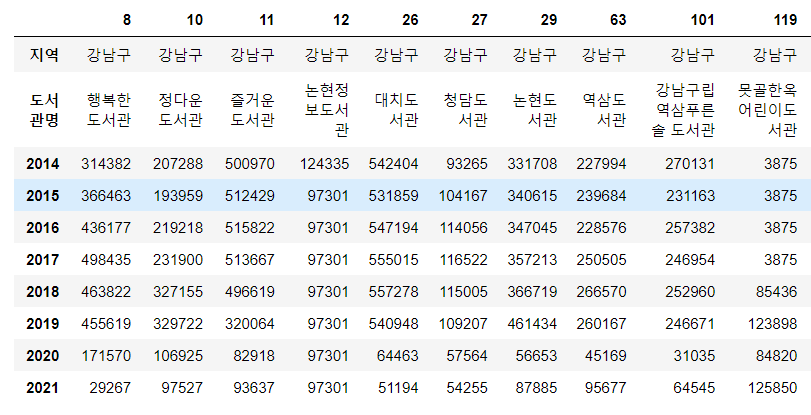 8 10 11 12 26 27 29 63 101 119
지역 강남구 강남구 강남구 강남구 강남구 강남구 강남구 강남구 강남구 강남구
논현정 강남구립 못골한옥
도서 행복한 정다운 즐거운 보도서 대치도 청담도 논현도 역삼도 역삼푸른 어린이도
관명 도서관 도서관 도서관 관 서관 서관 서관 서관 솔 도서관 서관
2014 314382 207288 500970 124335 542404 93265 331708 227994 270131 3875
2015 366463 193959 512429 97301 531859 104167 340615 239684 231163 3875
2016 436177 219218 515822 97301 547194 114056 347045 228576 257382 3875
2017 498435 231900 513667 97301 555015 116522 357213 250505 246954 3875
2018 463822 327155 496619 97301 557278 115005 366719 266570 252960 85436
2019 455619 329722 320064 97301 540948 109207 461434 260167 246671 123898
2020 171570 106925 82918 97301 64463 57564 56653 45169 31035 84820
2021 29267 97527 93637 97301 51194 54255 87885 95677 64545 125850